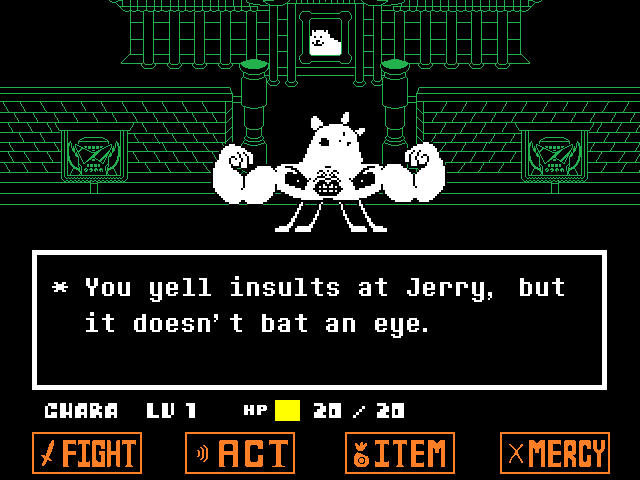 * You yell insults at Jerry, but
it doesn't bat an eye.
CHARA LV 1 HP 20 / 20
FIGHT ACT ITEM MERCY